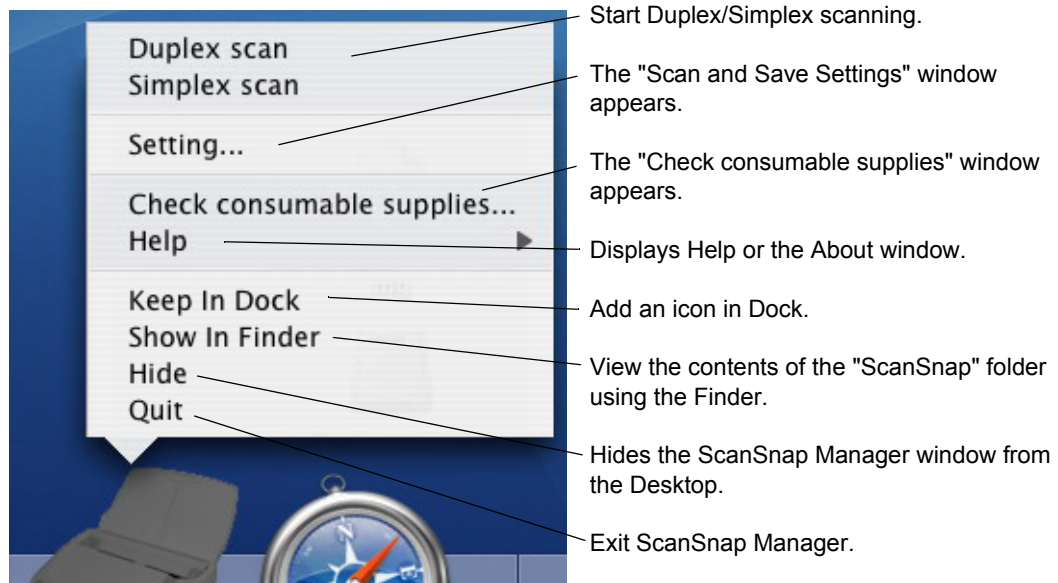 Duplex scan
Simplex scan
Setting...
Check consumable supplies...
Help
Keep In Dock
Show In Finder
Hide
Quit
Start Duplex/Simplex scanning.
The "Scan and Save Settings" window
appears.
The "Check consumable supplies" window
appears.
Displays Help or the About window.
Add an icon in Dock.
View the contents of the "ScanSnap" folder
using the Finder.
Hides the ScanSnap Manager window from
the Desktop.
Exit ScanSnap Manager.
N
E